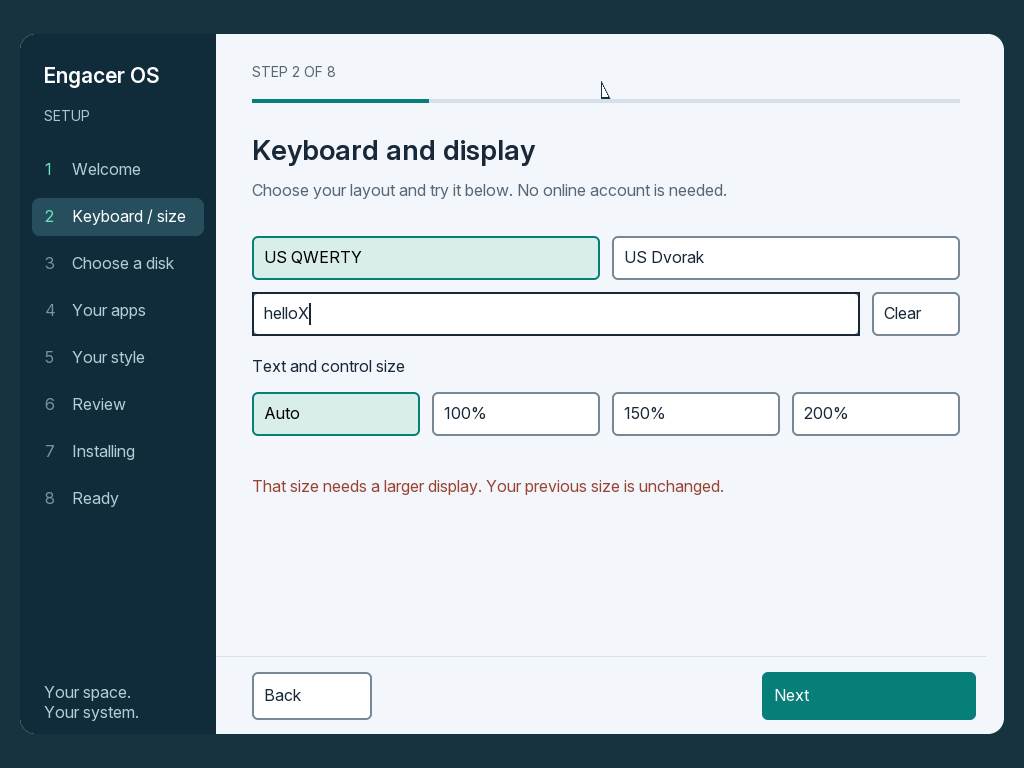 Engacer OS
SETUP
1 Welcome
2 Keyboard / size
3 Choose a disk
4 Your apps
5 Your style
6 Review
7 Installing
8 Ready
Your space.
Your system.
STEP 2 OF 8
Keyboard and display
Choose your layout and try it below. No online account is needed.
US QWERTY US Dvorak
helloX Clear
Text and control size
Auto 100% 150% 200%
That size needs a larger display. Your previous size is unchanged.
Back Next